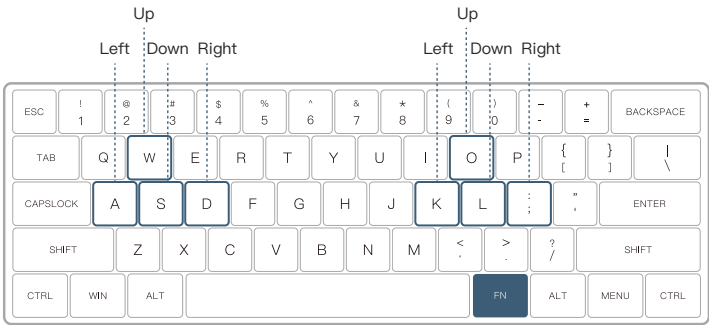 Up Up
Left Down Right Left Down Right
! @ # $ % ^ & * ( ) – +
ESC 1 2 3 4 5 6 7 8 9 0 - = BACKSPACE
TAB Q W E R T Y U I O P { [ } ] | \
CAPSLOCK A S D F G H J K L : ; " ' ENTER
SHIFT Z X C V B N M < , > . ? / SHIFT
CTRL WIN ALT FN ALT MENU CTRL